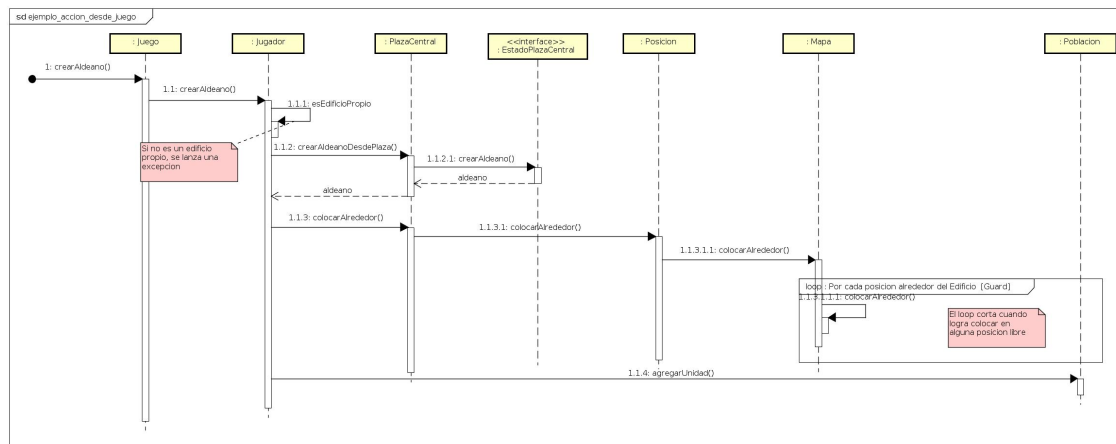 sd ejemplo_accion_desde_juego
: Juego
: Jugador
: PlazaCentral
<<interface>>
: EstadoPlazaCentral
: Posicion
: Mapa
: Poblacion
1: crearAldeano()
1.1: crearAldeano()
1.1.1: esEdificioPropio
Si no es un edificio
propio, se lanza una
excepcion
1.1.2: crearAldeanoDesdePlaza()
1.1.2.1: crearAldeano()
aldeano
aldeano
1.1.3: colocarAlrededor()
1.1.3.1: colocarAlrededor()
1.1.3.1.1: colocarAlrededor()
loop : Por cada posicion alrededor del Edificio [Guard]
1.1.3.1.1.1: colocarAlrededor()
El loop corta cuando
logra colocar en
alguna posicion libre
1.1.4: agregarUnidad()